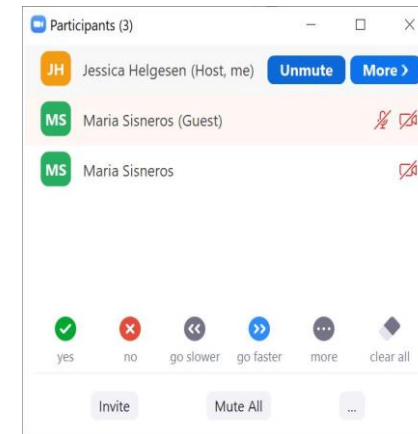 Participants (3)
JH Jessica Helgesen (Host, me) Unmute More >
MS Maria Sisneros (Guest)
MS Maria Sisneros
yes no go slower go faster more clear all
Invite Mute All ...